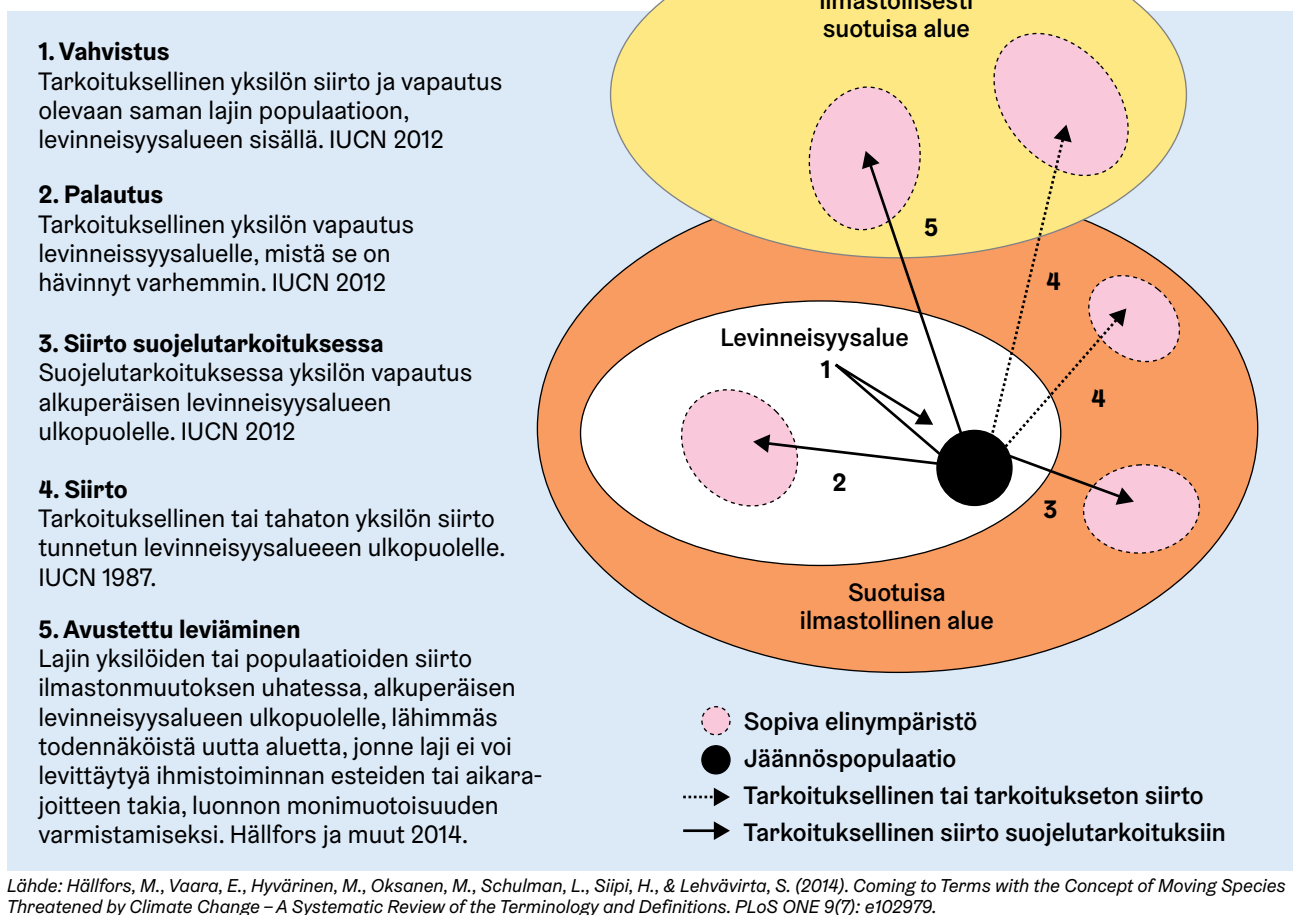 1. Vahvistus
Tarkoituksellinen yksilön siirto ja vapautus
olevaan saman lajin populaatioon,
levinneisyysalueen sisällä. IUCN 2012
2. Palautus
Tarkoituksellinen yksilön vapautus
levinneissyysaluelle, mistä se on
hävinnyt varhemmin. IUCN 2012
3. Siirto suojelutarkoituksessa
Suojelutarkoituksessa yksilön vapautus
alkuperäisen levinneisyysalueen
ulkopuolelle. IUCN 2012
4. Siirto
Tarkoituksellinen tai tahaton yksilön siirto
tunnetun levinneisyysalueeen ulkopuolelle.
IUCN 1987.
5. Avustettu leviäminen
Lajin yksilöiden tai populaatioiden siirto
ilmastonmuutoksen uhatessa, alkuperäisen
levinneisyysalueen ulkopuolelle, lähimmäs
todennäköistä uutta aluetta, jonne laji ei voi
levittäytyä ihmistoiminnan esteiden tai aikara-
joitteen takia, luonnon monimuotoisuuden
varmistamiseksi. Hällfors ja muut 2014.
ilmastollisesti
suotuisa alue
5
4
Levinneisyysalue
1
4
2
3
Suotuisa
ilmastollinen alue
Sopiva elinympäristö
Jäännöspopulaatio
Tarkoituksellinen tai tarkoitukseton siirto
Tarkoituksellinen siirto suojelutarkoituksiin
Lähde: Hällfors, M., Vaara, E., Hyvärinen, M., Oksanen, M., Schulman, L., Siipi, H., & Lehvävirta, S. (2014). Coming to Terms with the Concept of Moving Species
Threatened by Climate Change – A Systematic Review of the Terminology and Definitions. PLoS ONE 9(7): e102979.